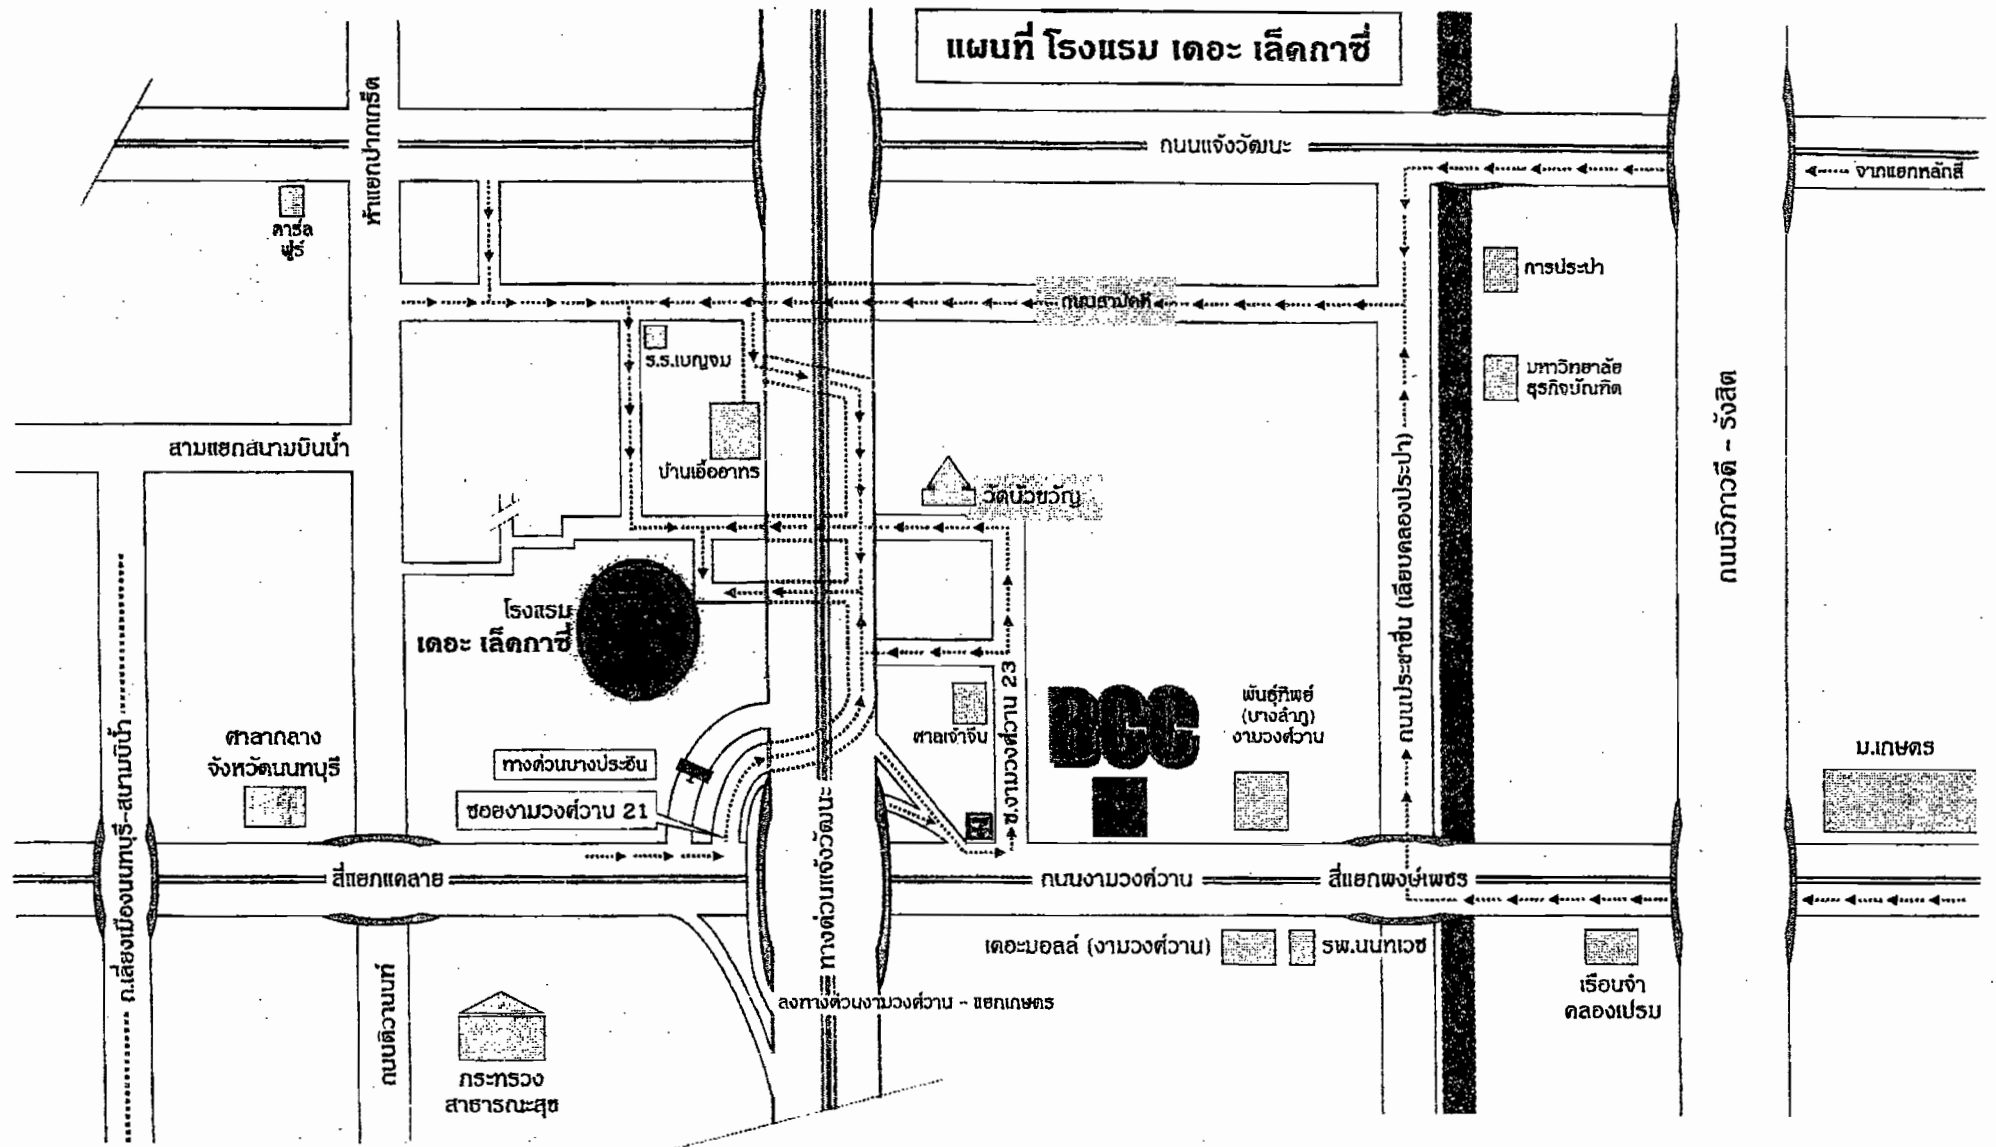 แผนที่ โรงแรม เดอะ เล็คกาซี่
ถนนแจ้งวัฒนะ
จากแยกหลักสี่
ห้าแยกปากเกร็ด
คาร์ฟูร์
การประปา
ถนนสามัคคี
ร.ร.เบญจม
มหาวิทยาลัย
ธุรกิจบัณฑิต
ถนนวิภาวดี - รังสิต
สามแยกสนามบินน้ำ
บ้านเอื้ออาทร
วัดบัวขวัญ
ถนนประชาชื่น (เลียบคลองประปา)
โรงแรม
เดอะ เล็คกาซี่
ซ.งามวงศ์วาน 23
BCC
พันธุ์ทิพย์
(บางลำภู)
งามวงศ์วาน
ศาลเจ้าจีน
ศาลากลาง
จังหวัดนนทบุรี
ถ.เลี่ยงเมืองนนทบุรี-สนามบินน้ำ
ทางด่วนบางประอิน
ซอยงามวงศ์วาน 21
ม.เกษตร
สี่แยกแคลาย
ถนนงามวงศ์วาน
สี่แยกพงษ์เพชร
เดอะมอลล์ (งามวงศ์วาน)
รพ.นนทเวช
เรือนจำ
คลองเปรม
ถนนติวานนท์
ลงทางด่วนงามวงศ์วาน - แยกเกษตร
กระทรวง
สาธารณะสุข